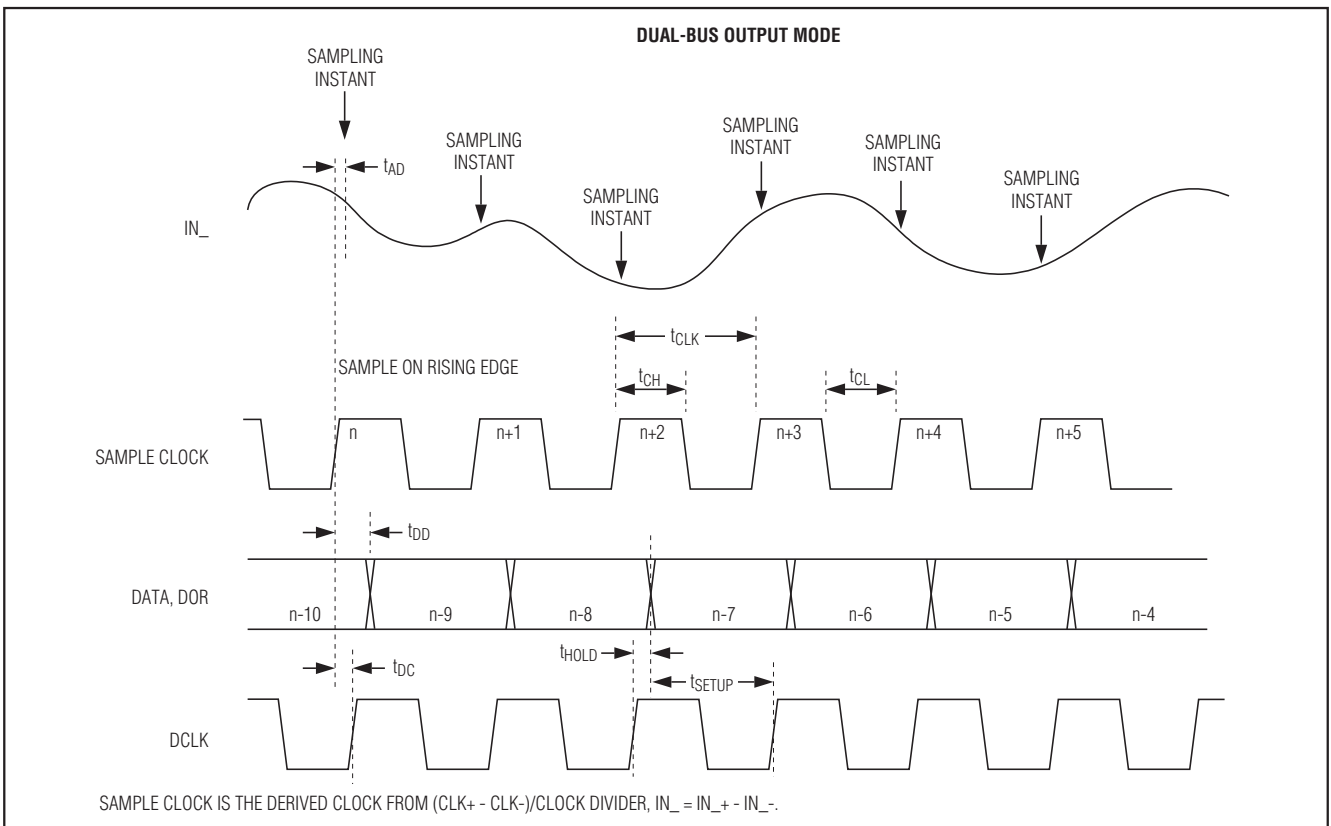 DUAL-BUS OUTPUT MODE
SAMPLING
INSTANT
SAMPLING
INSTANT
SAMPLING
INSTANT
SAMPLING
INSTANT
SAMPLING
INSTANT
SAMPLING
INSTANT
tAD
IN_
tCLK
SAMPLE ON RISING EDGE
tCH
tCL
SAMPLE CLOCK
n n+1 n+2 n+3 n+4 n+5
tDD
DATA, DOR
n-10 n-9 n-8 n-7 n-6 n-5 n-4
tHOLD
tDC
tSETUP
DCLK
SAMPLE CLOCK IS THE DERIVED CLOCK FROM (CLK+ - CLK-)/CLOCK DIVIDER, IN_ = IN_+ - IN_-.